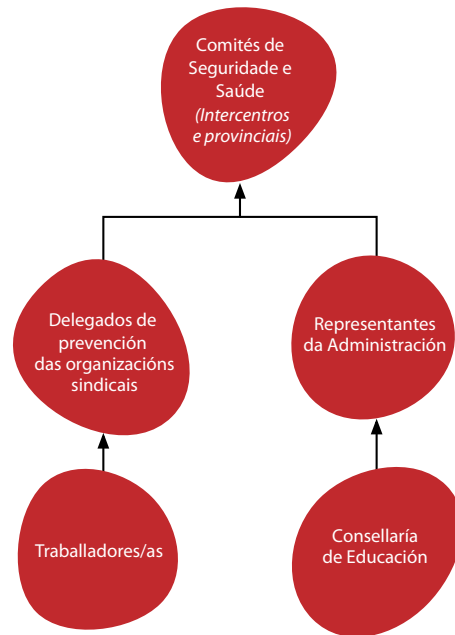 Comités de
Seguridade e
Saúde
(Intercentros
e provinciais)
Delegados de
prevención
das organizacións
sindicais
Representantes
da Administración
Traballadores/as
Consellaría
de Educación